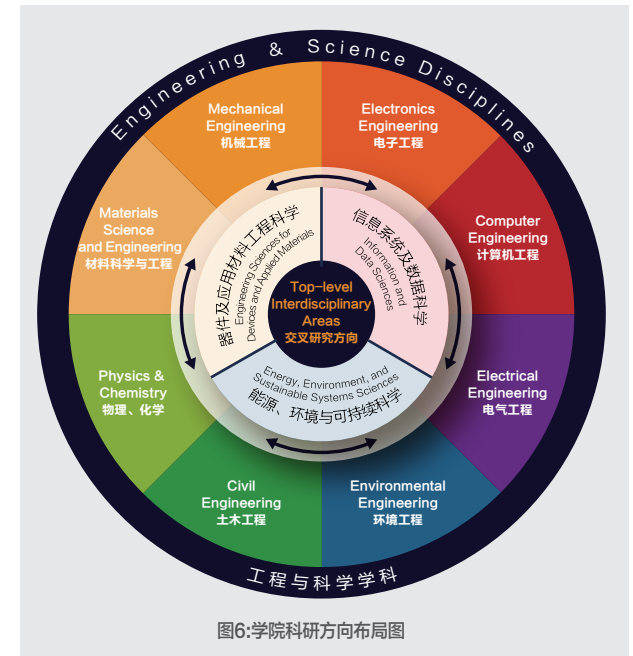 Engineering & Science Disciplines
Mechanical
Engineering
机械工程
Electronics
Engineering
电子工程
Materials
Science
and Engineering
材料科学与工程
Computer
Engineering
计算机工程
器件及应用材料工程科学
Engineering Sciences for
Devices and Applied Materials
信息系统及数据科学
Information and
Data Sciences
Top-level
Interdisciplinary
Areas
交叉研究方向
Energy, Environment, and
Sustainable Systems Sciences
能源、环境与可持续科学
Physics &
Chemistry
物理、化学
Electrical
Engineering
电气工程
Civil
Engineering
土木工程
Environmental
Engineering
环境工程
工程与科学学科
图6:学院科研方向布局图